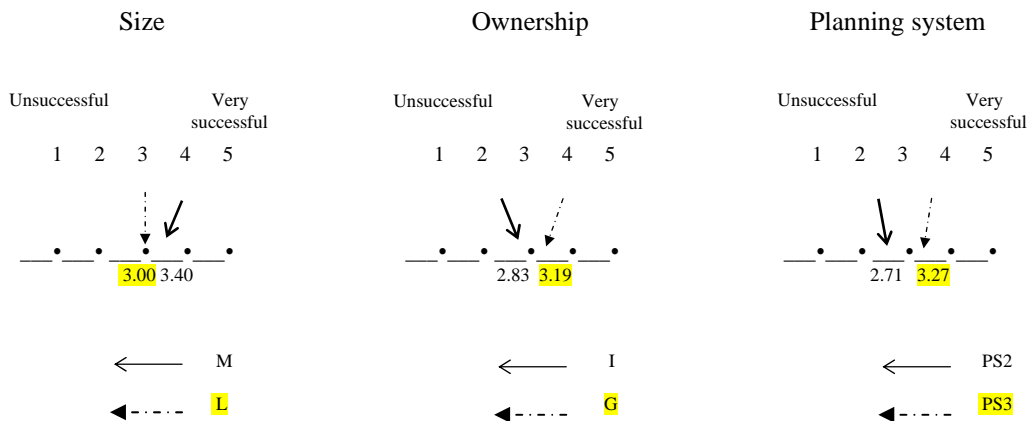 Size Ownership Planning system
Unsuccessful Very successful Unsuccessful Very successful Unsuccessful Very successful
1 2 3 4 5 1 2 3 4 5 1 2 3 4 5
3.00 3.40 2.83 3.19 2.71 3.27
M I PS2
L G PS3